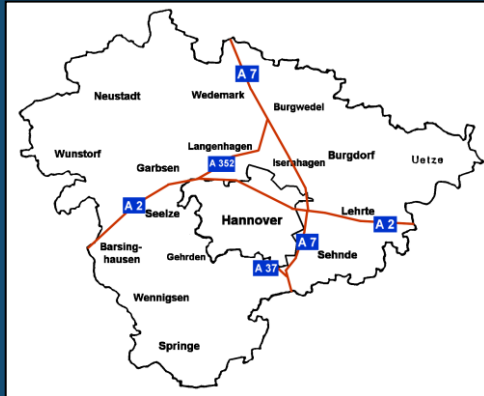 A 7
Neustadt
Wedemark
Burgwedel
Langenhagen
Wunstorf
A 352
Isernhagen
Burgdorf
Uetze
Garbsen
A 2
Seelze
Hannover
Lehrte
A 2
Barsing-
hausen
Gehrden
A 7
Sehnde
A 37
Wennigsen
Springe